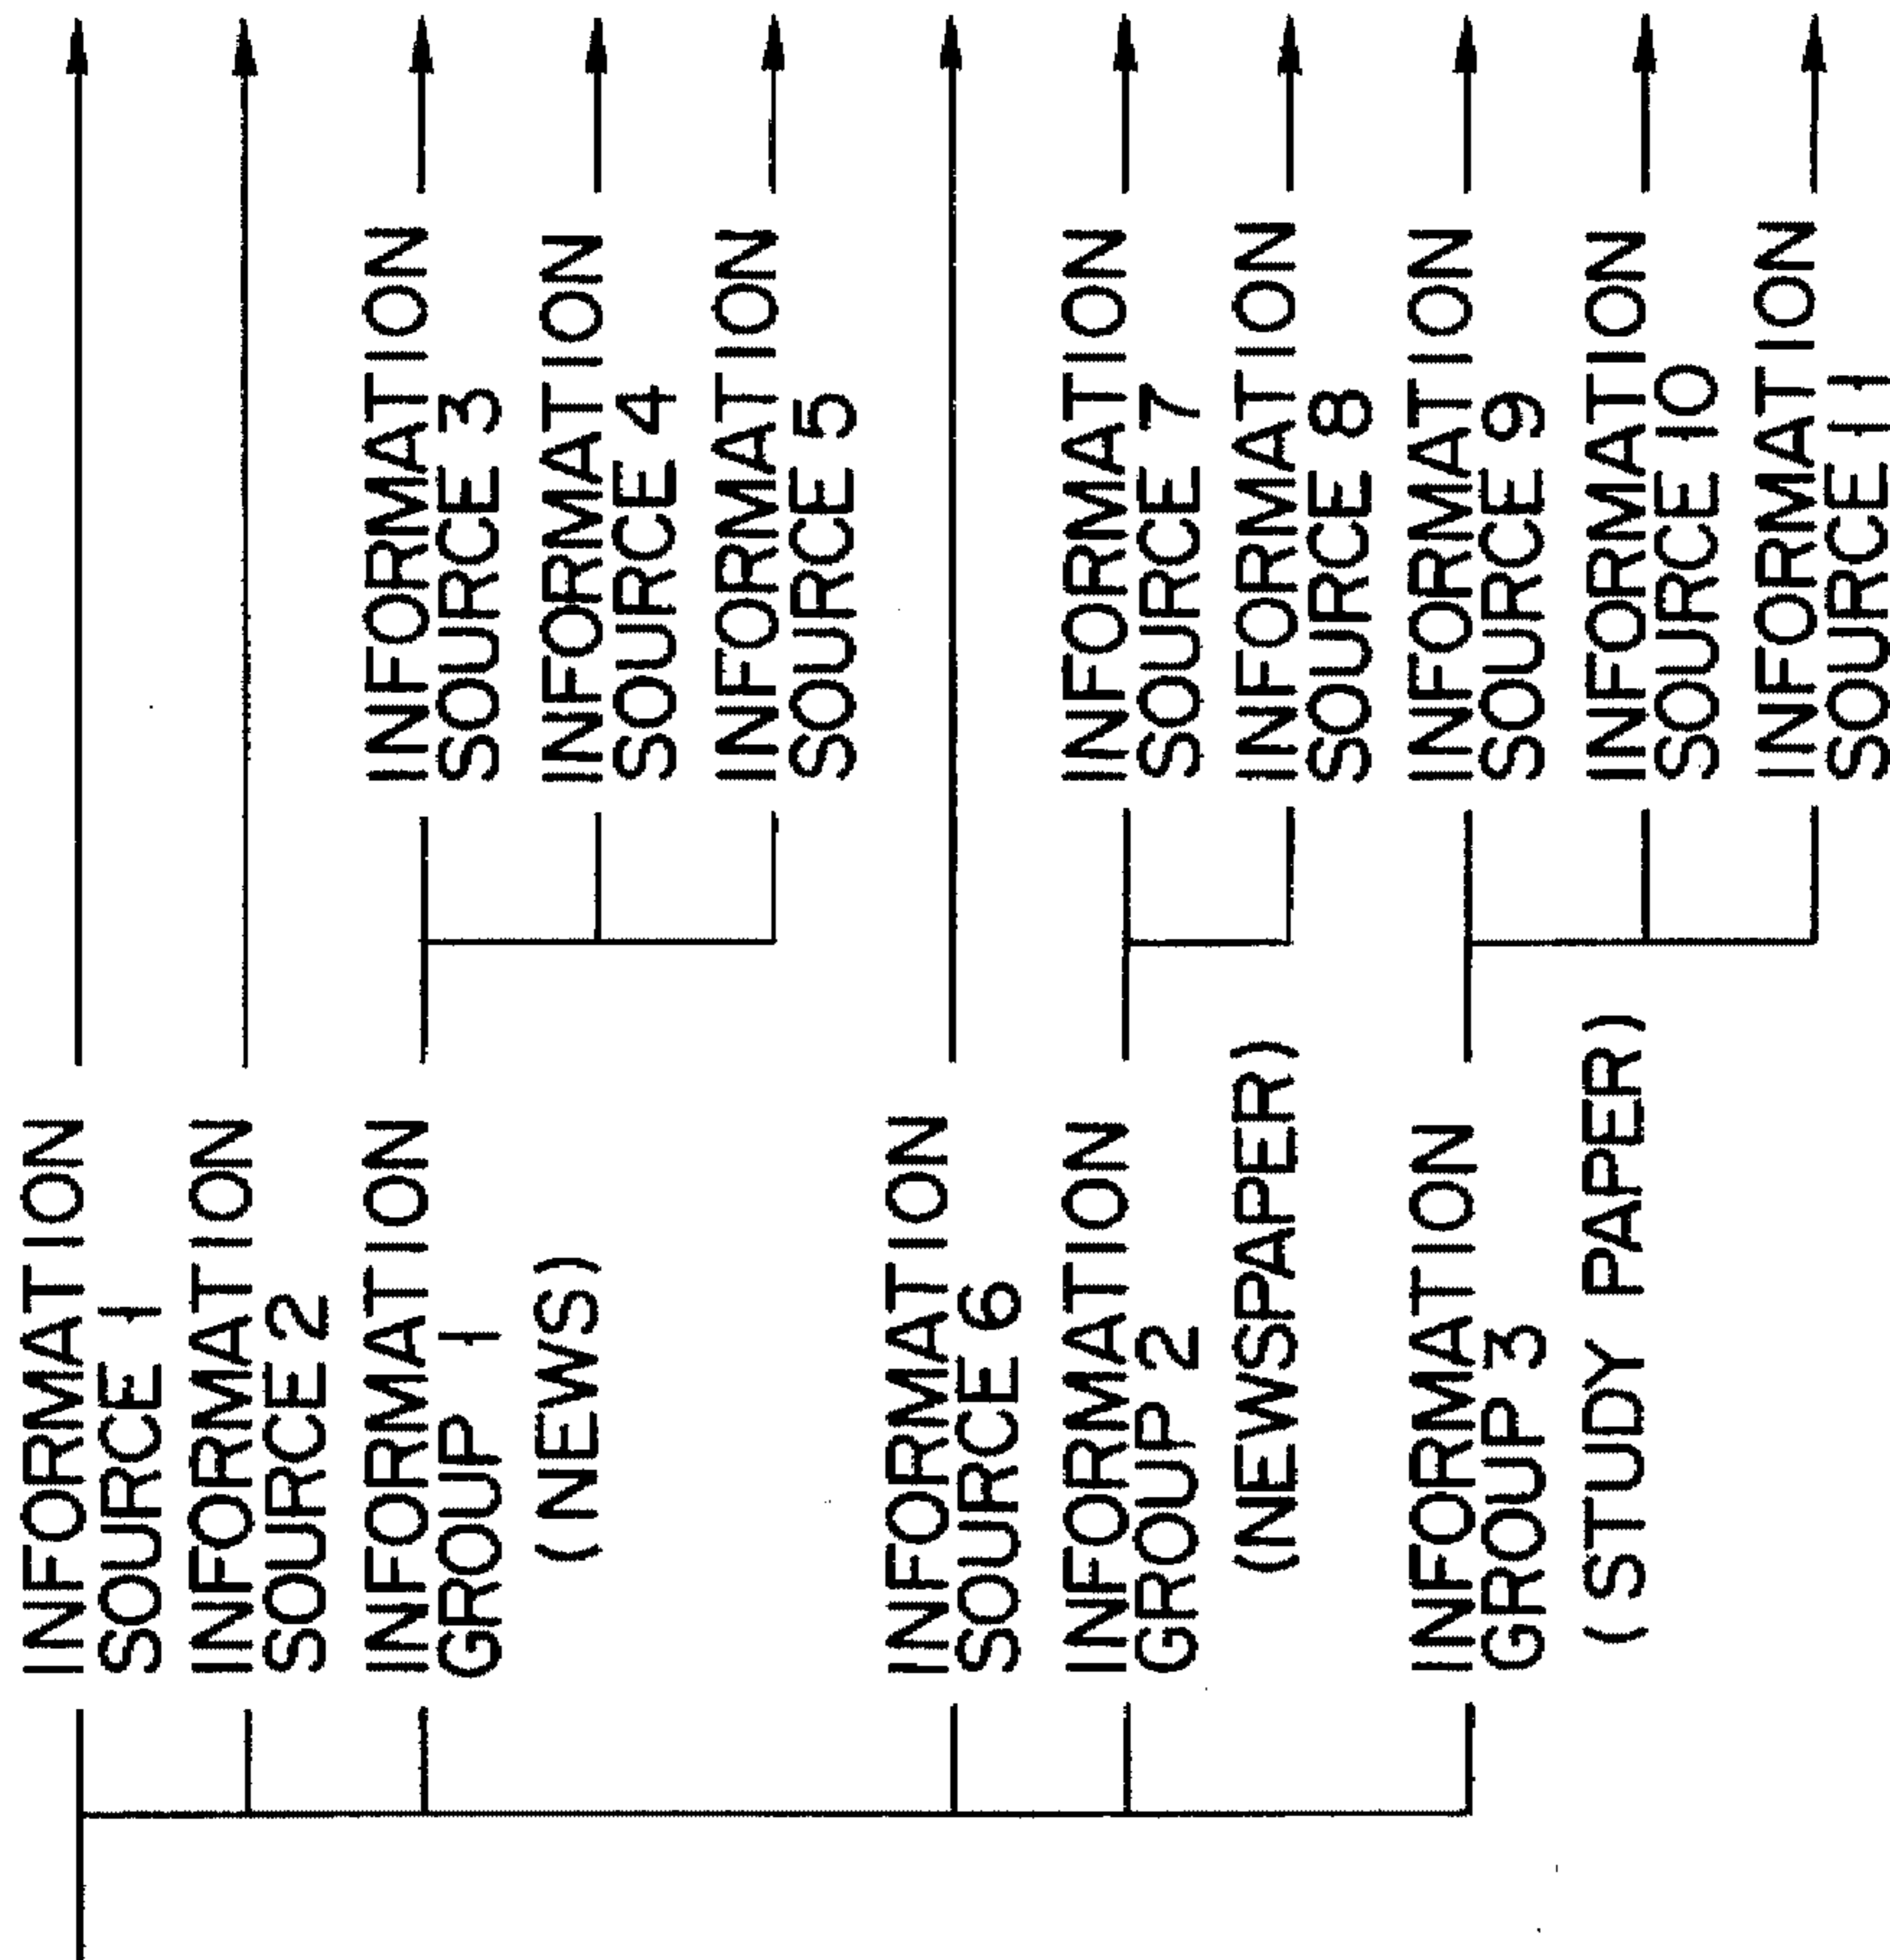 INFORMATION
SOURCE 1
INFORMATION
SOURCE 2
INFORMATION
GROUP 1
(NEWS)
INFORMATION
SOURCE 3
INFORMATION
SOURCE 4
INFORMATION
SOURCE 5
INFORMATION
SOURCE 6
INFORMATION
GROUP 2
(NEWSPAPER)
INFORMATION
SOURCE 7
INFORMATION
SOURCE 8
INFORMATION
GROUP 3
(STUDY PAPER)
INFORMATION
SOURCE 9
INFORMATION
SOURCE 10
INFORMATION
SOURCE 11